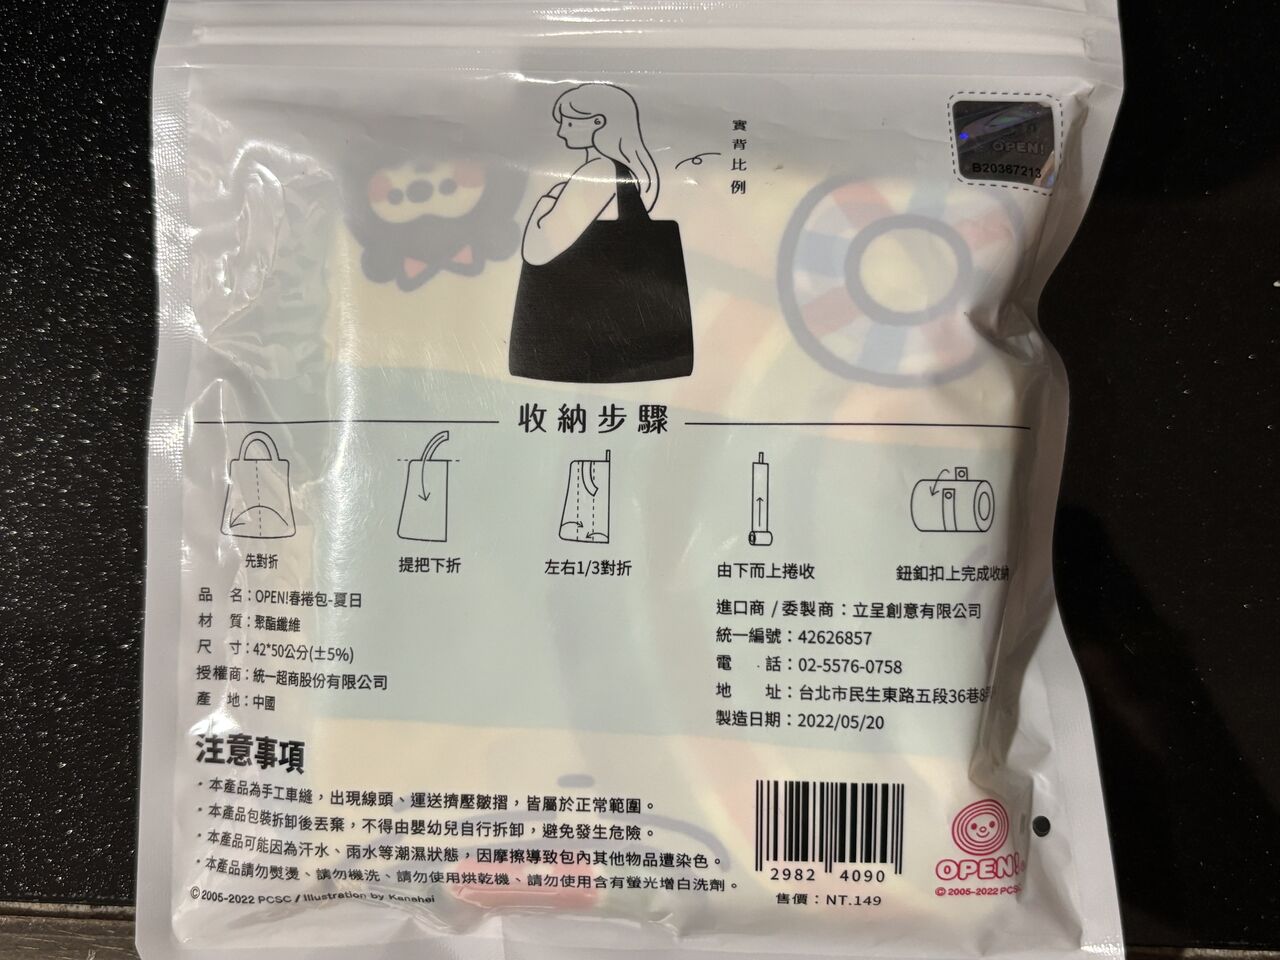 實背比例
OPEN!
B20367213
收納步驟
先對折
提把下折
左右1/3對折
由下而上捲收
鈕釦扣上完成收納
品 名：OPEN!春捲包-夏日
材 質：聚酯纖維
尺 寸：42*50公分(±5%)
授權商：統一超商股份有限公司
產 地：中國
進口商 / 委製商：立呈創意有限公司
統一編號：42626857
電 話：02-5576-0758
地 址：台北市民生東路五段36巷8
製造日期：2022/05/20
注意事項
・本產品為手工車縫，出現線頭、運送擠壓皺摺，皆屬於正常範圍。
・本產品包裝拆卸後丟棄，不得由嬰幼兒自行拆卸，避免發生危險。
・本產品可能因為汗水、雨水等潮濕狀態，因摩擦導致包內其他物品遭染色。
・本產品請勿熨燙、請勿機洗、請勿使用烘乾機、請勿使用含有螢光增白洗劑。
©2005-2022 PCSC / Illustration by Kanahei
2982 4090
售價：NT.149
OPEN!
©2005-2022 PCSC